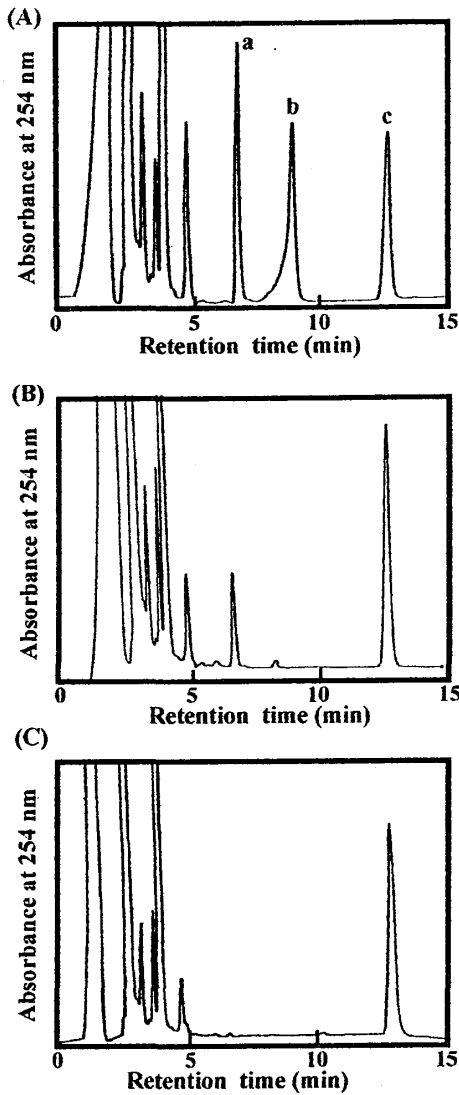 (A)
Absorbance at 254 nm
a
b
c
0 5 10 15
Retention time (min)
(B)
Absorbance at 254 nm
0 5 10 15
Retention time (min)
(C)
Absorbance at 254 nm
0 5 10 15
Retention time (min)